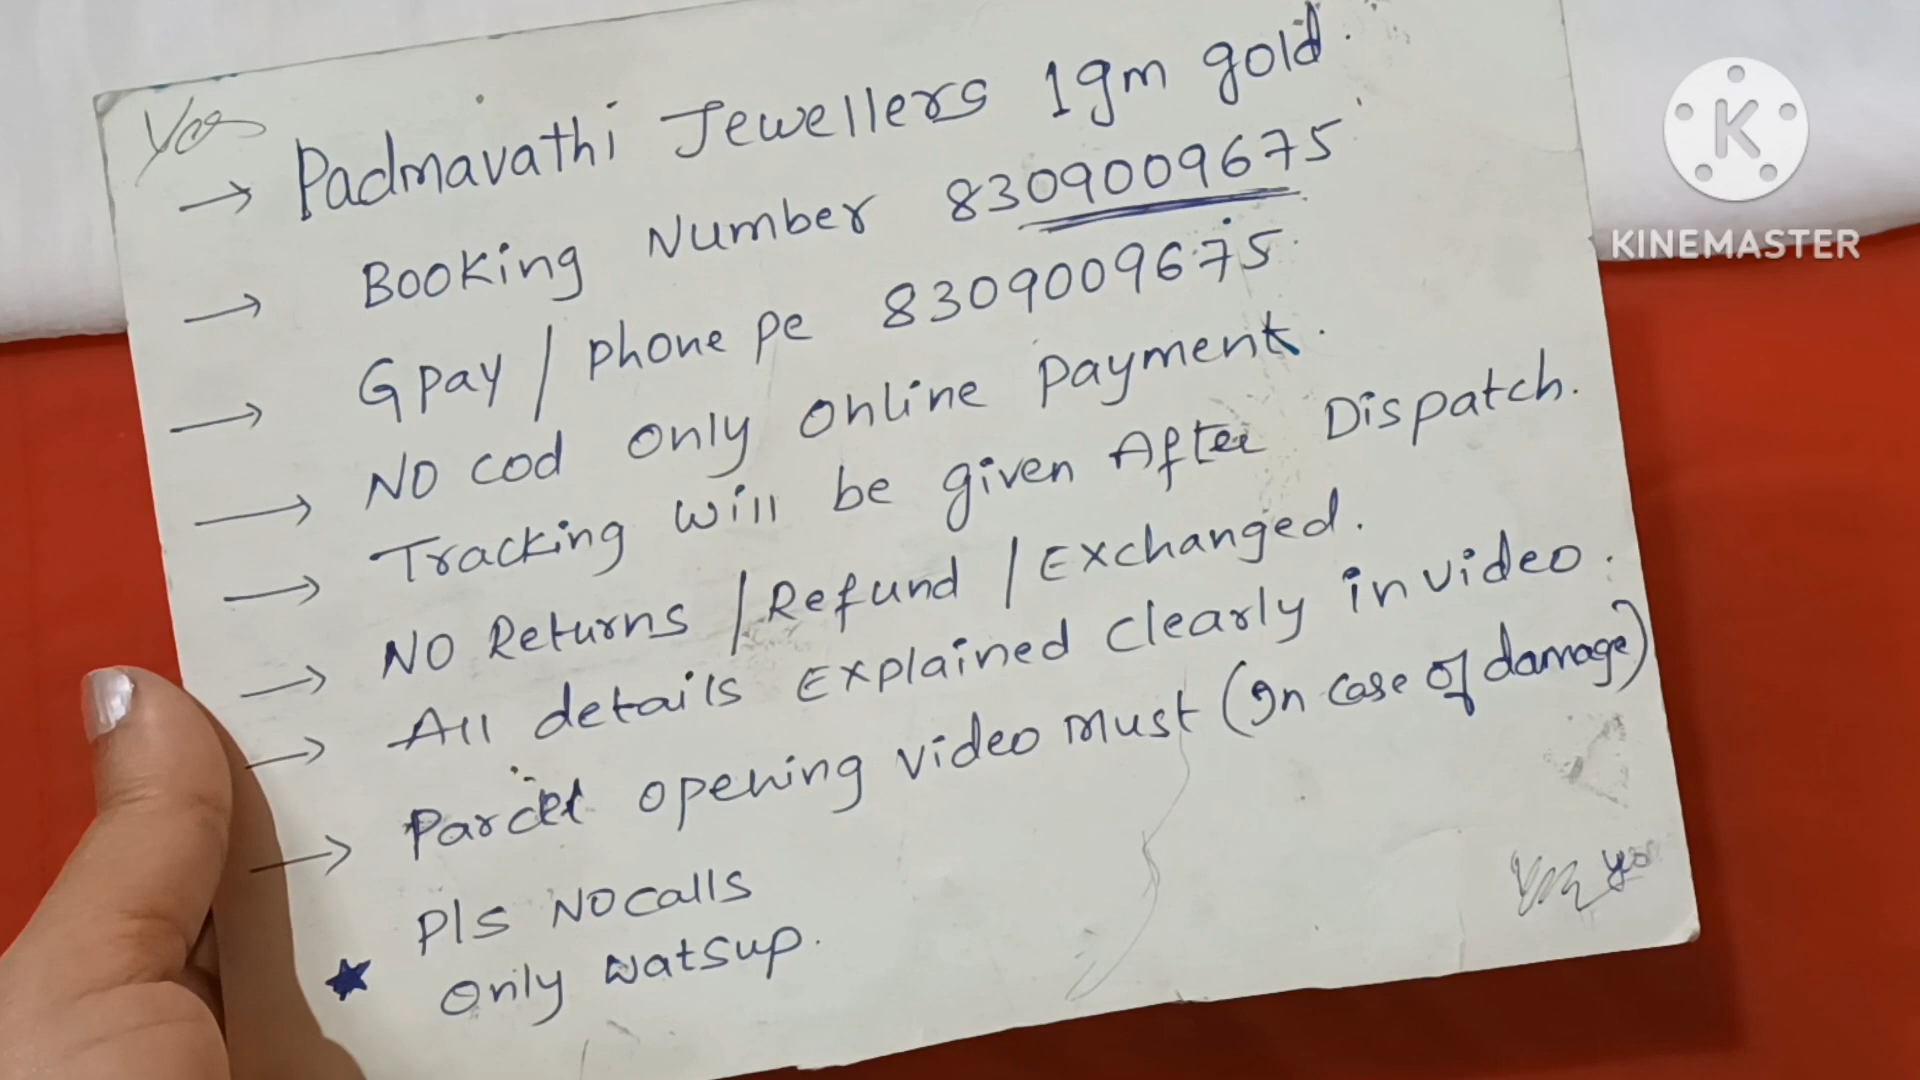 Yes
→ Padmavathi Jewellers 1gm gold.
→ Booking Number 8309009675
→ Gpay / phone pe 8309009675
→ NO cod only online payment.
→ Tracking will be given After Dispatch.
→ NO Returns / Refund / Exchanged.
→ All details Explained clearly in video.
→ Parcel opening video must (In case of damage)
Pls NO calls
★ only watsup.
KINEMASTER